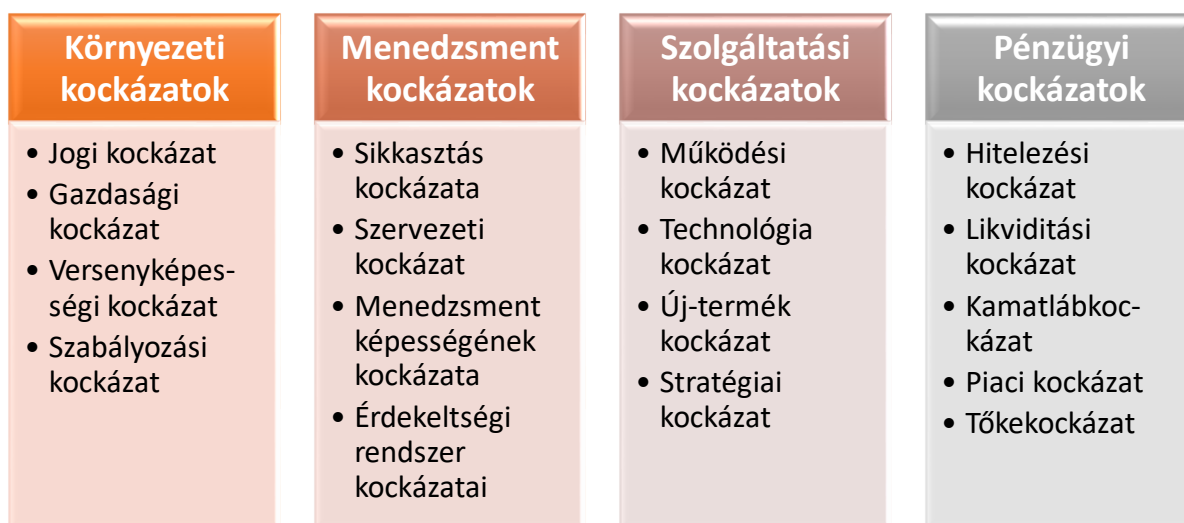 Környezeti
kockázatok
• Jogi kockázat
• Gazdasági
kockázat
• Versenyképes-
ségi kockázat
• Szabályozási
kockázat
Menedzsment
kockázatok
• Sikkasztás
kockázata
• Szervezeti
kockázat
• Menedzsment
képességének
kockázata
• Érdekeltségi
rendszer
kockázatai
Szolgáltatási
kockázatok
• Működési
kockázat
• Technológia
kockázat
• Új-termék
kockázat
• Stratégiai
kockázat
Pénzügyi
kockázatok
• Hitelezési
kockázat
• Likviditási
kockázat
• Kamatlábkoc-
kázat
• Piaci kockázat
• Tőkekockázat